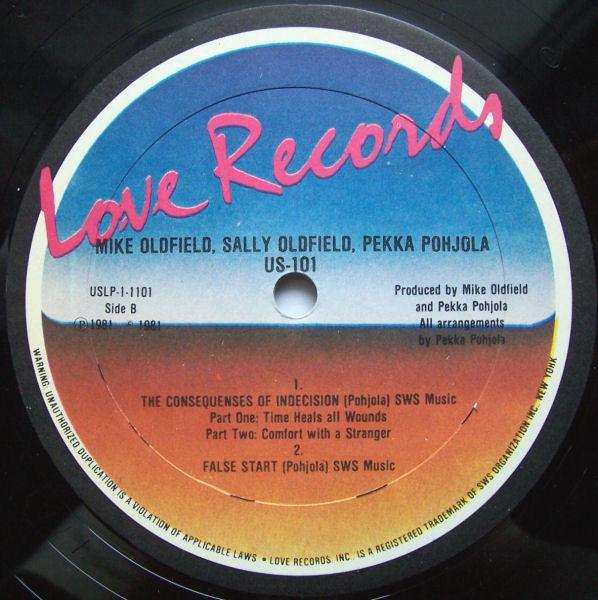 Love Records
MIKE OLDFIELD, SALLY OLDFIELD, PEKKA POHJOLA
US-101
USLP-1-1101
Side B
Ⓟ 1981 © 1981
Produced by Mike Oldfield
and Pekka Pohjola
All arrangements
by Pekka Pohjola
1.
THE CONSEQUENSES OF INDECISION (Pohjola) SWS Music
Part One: Time Heals all Wounds
Part Two: Comfort with a Stranger
2.
FALSE START (Pohjola) SWS Music
WARNING: UNAUTHORIZED DUPLICATION IS A VIOLATION OF APPLICABLE LAWS • LOVE RECORDS, INC. IS A REGISTERED TRADEMARK OF SWS ORGANIZATION INC. NEW YORK